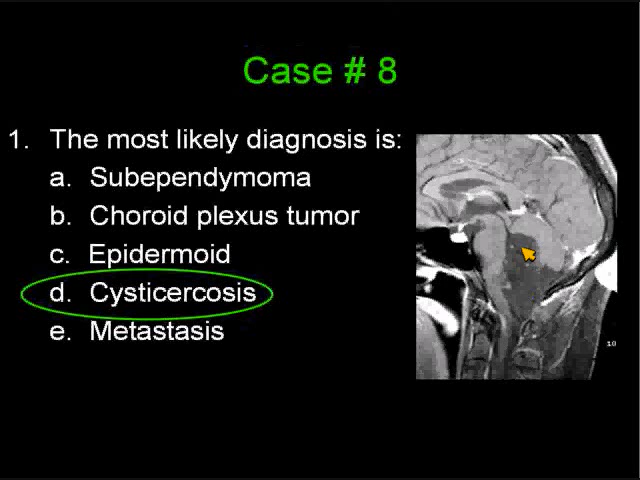 Case # 8
1. The most likely diagnosis is:
a. Subependymoma
b. Choroid plexus tumor
c. Epidermoid
d. Cysticercosis
e. Metastasis
10